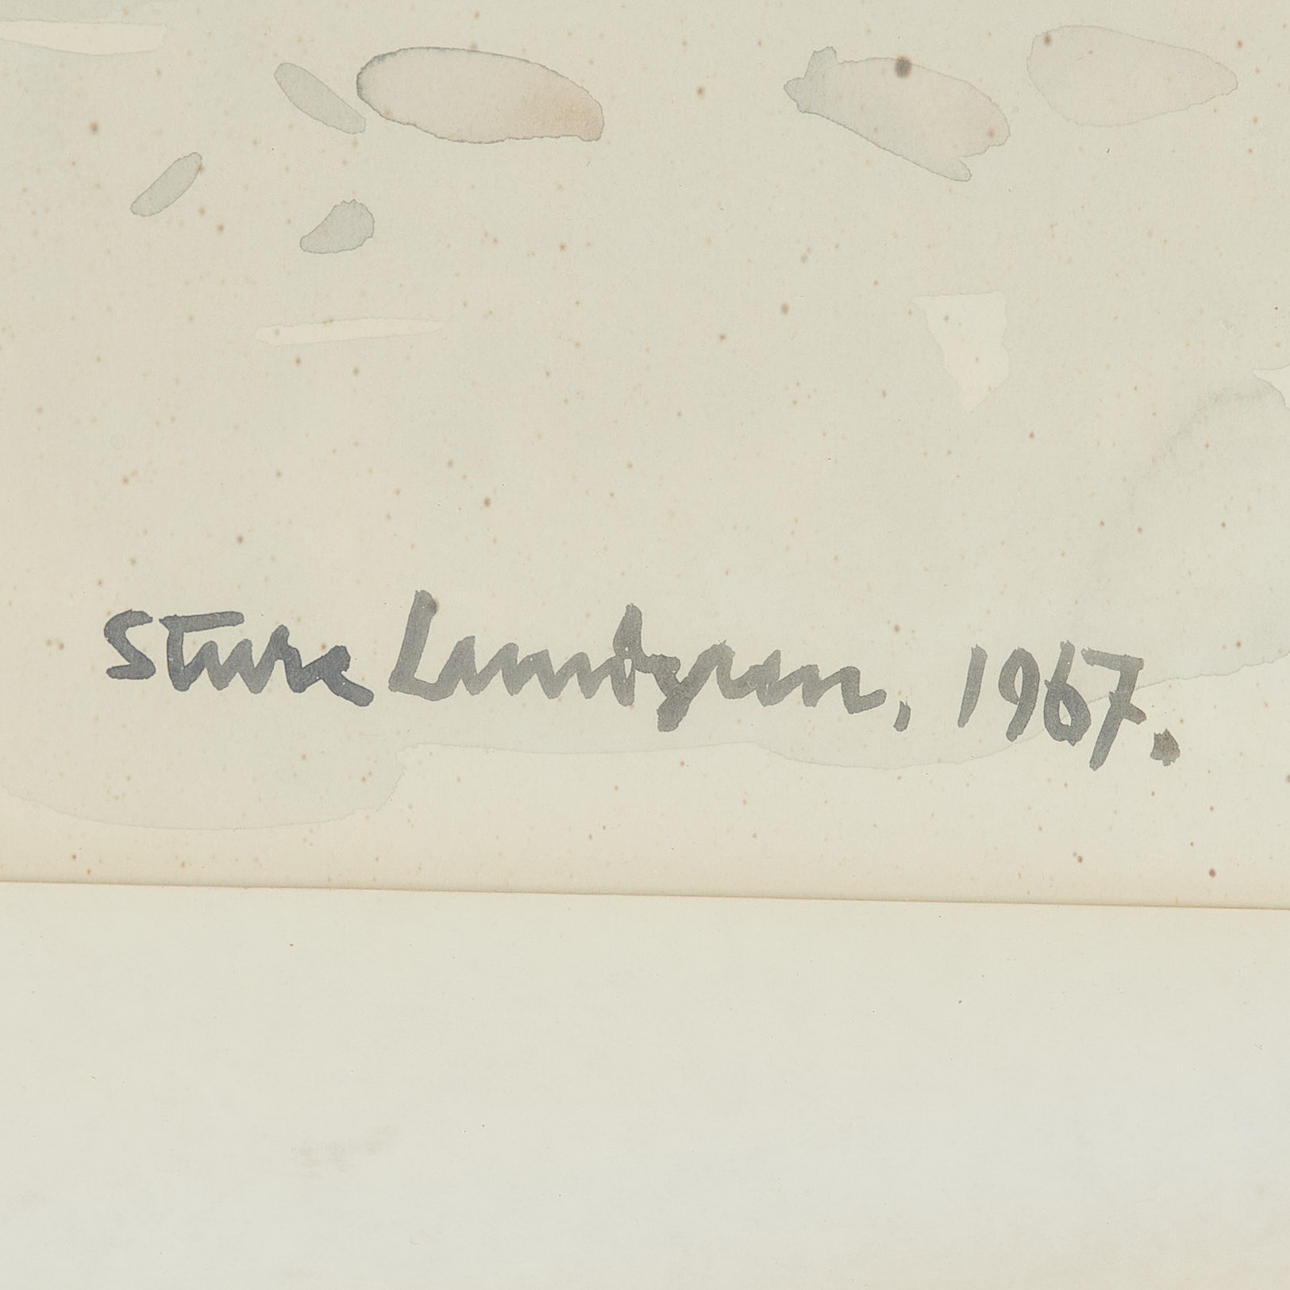 Sture Lundgren, 1967.